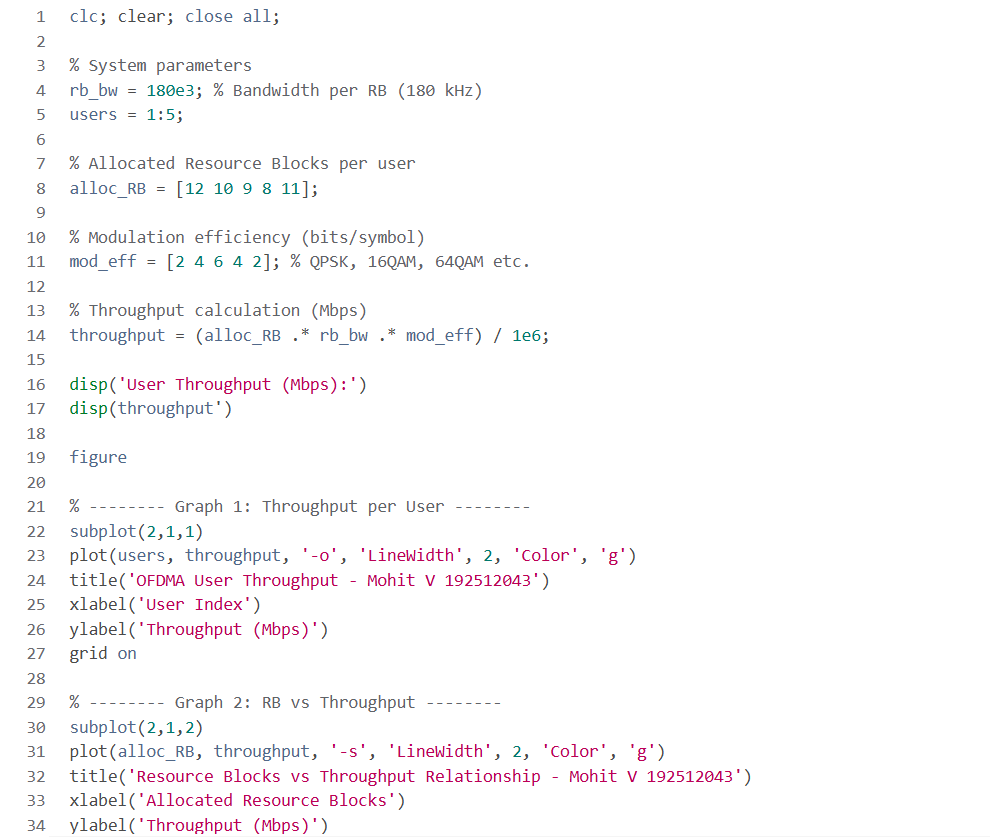 1 clc; clear; close all;
2
3 % System parameters
4 rb_bw = 180e3; % Bandwidth per RB (180 kHz)
5 users = 1:5;
6
7 % Allocated Resource Blocks per user
8 alloc_RB = [12 10 9 8 11];
9
10 % Modulation efficiency (bits/symbol)
11 mod_eff = [2 4 6 4 2]; % QPSK, 16QAM, 64QAM etc.
12
13 % Throughput calculation (Mbps)
14 throughput = (alloc_RB .* rb_bw .* mod_eff) / 1e6;
15
16 disp('User Throughput (Mbps):')
17 disp(throughput')
18
19 figure
20
21 % -------- Graph 1: Throughput per User --------
22 subplot(2,1,1)
23 plot(users, throughput, '-o', 'LineWidth', 2, 'Color', 'g')
24 title('OFDMA User Throughput - Mohit V 192512043')
25 xlabel('User Index')
26 ylabel('Throughput (Mbps)')
27 grid on
28
29 % -------- Graph 2: RB vs Throughput --------
30 subplot(2,1,2)
31 plot(alloc_RB, throughput, '-s', 'LineWidth', 2, 'Color', 'g')
32 title('Resource Blocks vs Throughput Relationship - Mohit V 192512043')
33 xlabel('Allocated Resource Blocks')
34 ylabel('Throughput (Mbps)')